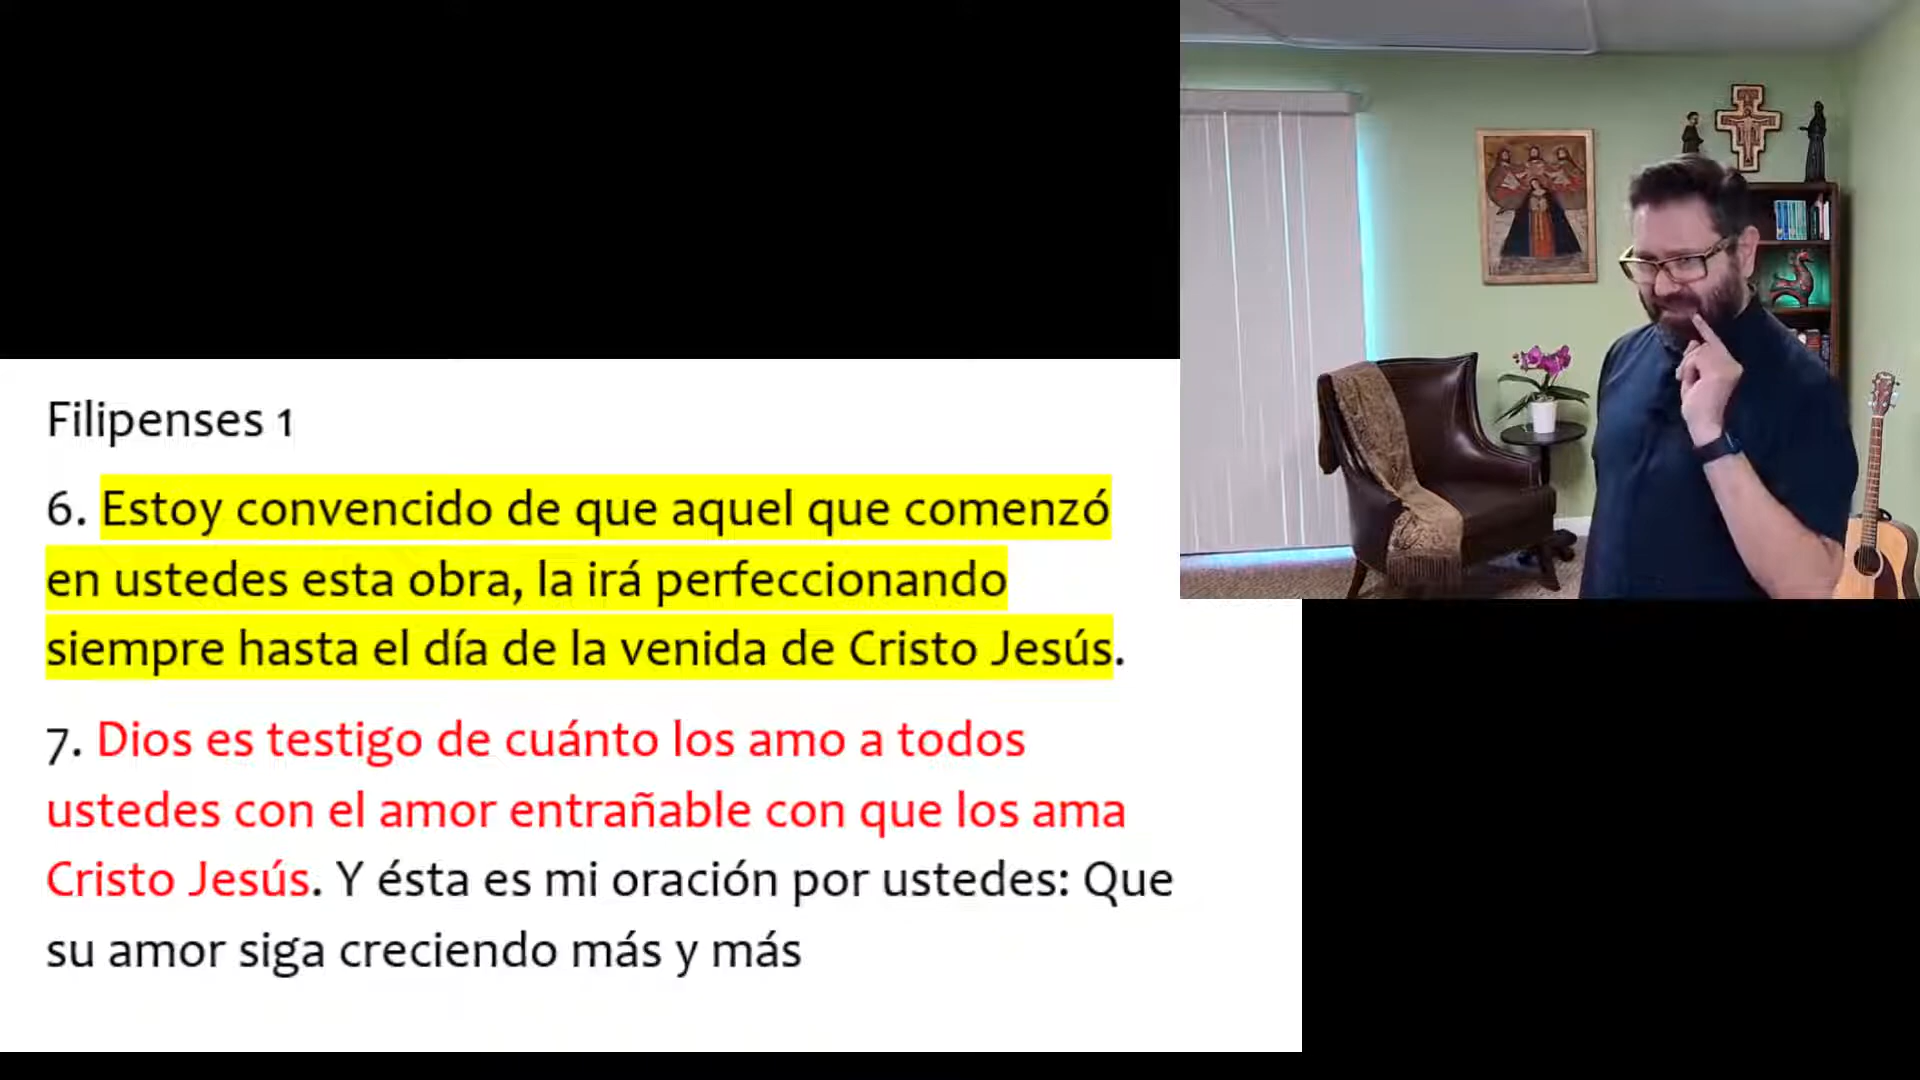 Filipenses 1
6. Estoy convencido de que aquel que comenzó
en ustedes esta obra, la irá perfeccionando
siempre hasta el día de la venida de Cristo Jesús.
7. Dios es testigo de cuánto los amo a todos
ustedes con el amor entrañable con que los ama
Cristo Jesús. Y ésta es mi oración por ustedes: Que
su amor siga creciendo más y más